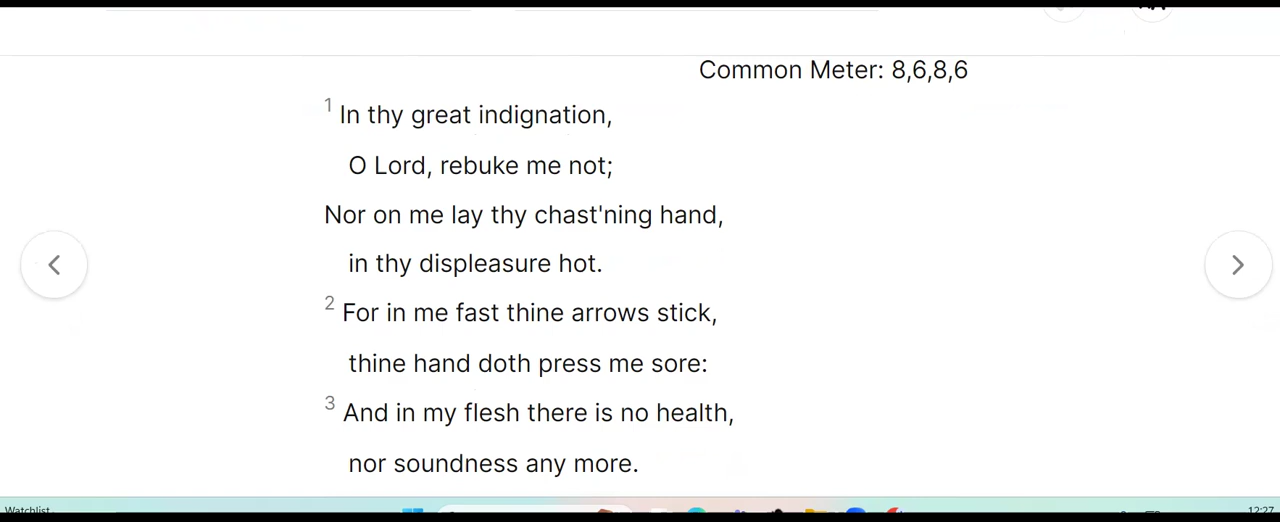 Common Meter: 8,6,8,6
1 In thy great indignation,
O Lord, rebuke me not;
Nor on me lay thy chast'ning hand,
in thy displeasure hot.
2 For in me fast thine arrows stick,
thine hand doth press me sore:
3 And in my flesh there is no health,
nor soundness any more.
Watchlist
12:27